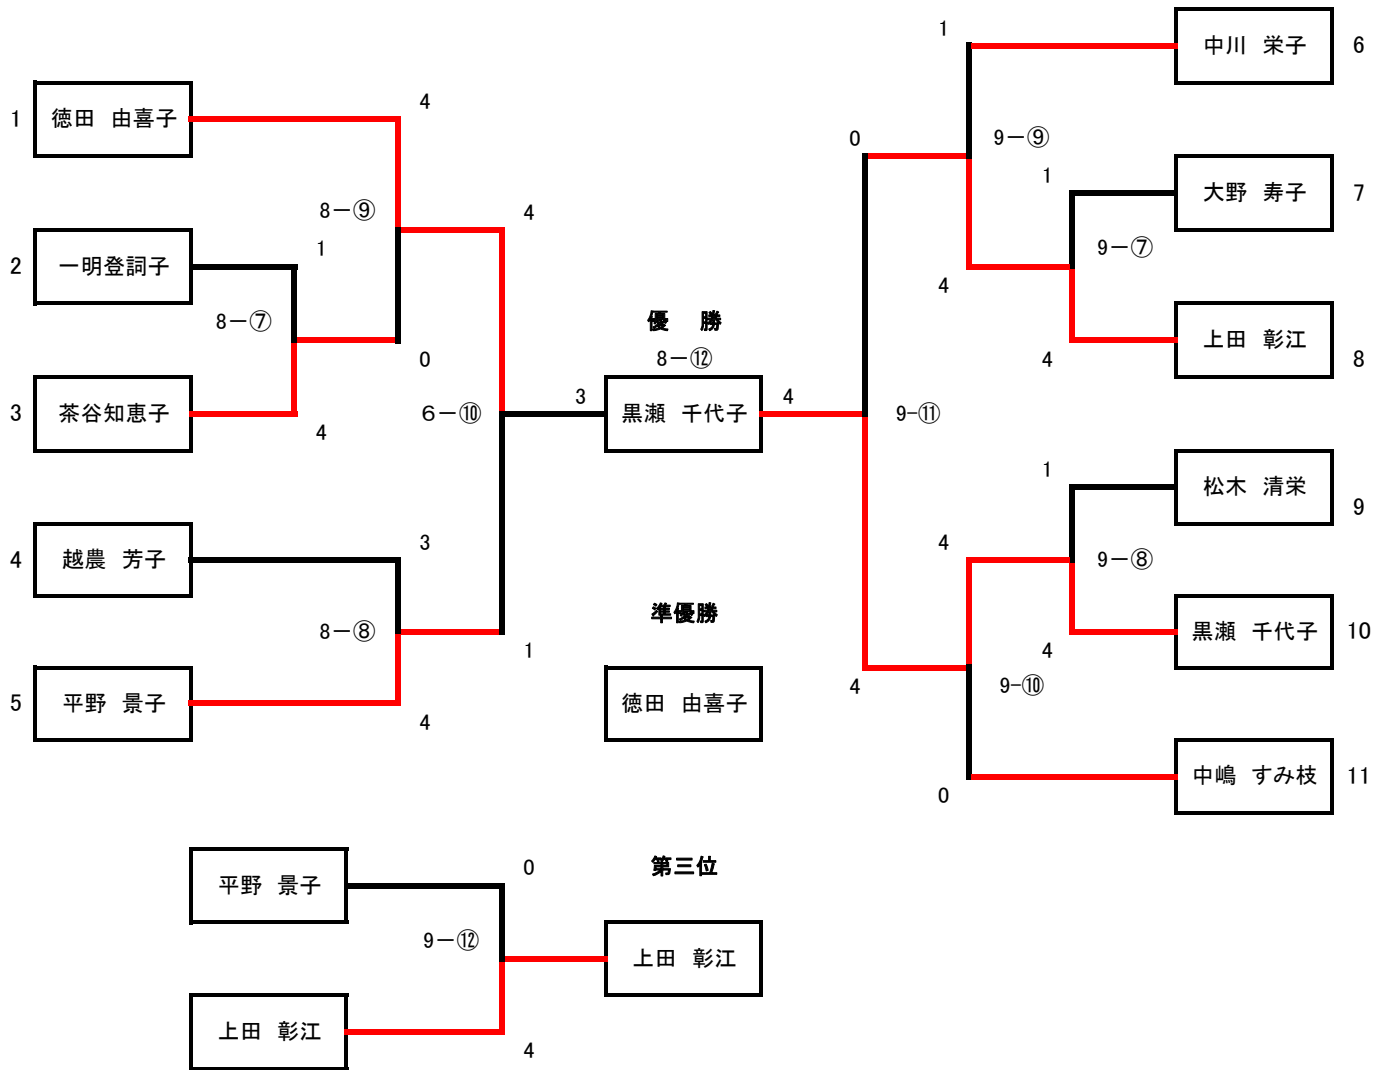 1
中川 栄子 6
4
1 徳田 由喜子
0 9－⑨
1
大野 寿子 7
8－⑨ 4
1 9－⑦
2 一明登詞子
4
8－⑦ 優 勝
上田 彰江 8
0 8－⑫ 4
3 4
3 茶谷知恵子 6－⑩ 黒瀬 千代子 9-⑪
4
1
松木 清栄 9
3 4
4 越農 芳子 9－⑧
準優勝
8－⑧ 黒瀬 千代子 10
1 4
4 9-⑩
5 平野 景子 徳田 由喜子
4
中嶋 すみ枝 11
0
0 第三位
平野 景子
9－⑫
上田 彰江
上田 彰江
4